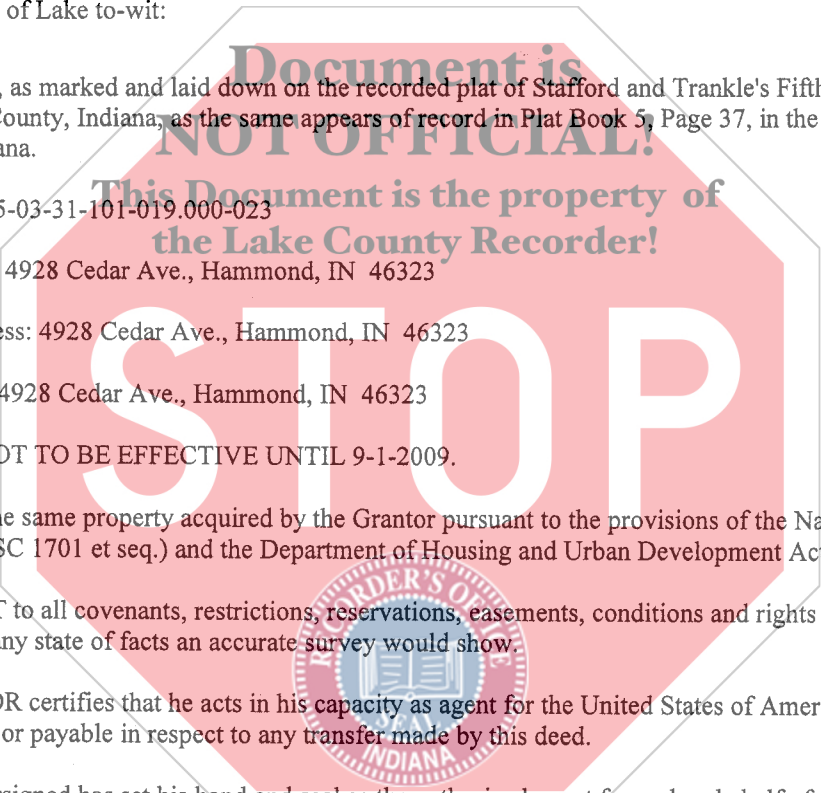 of Lake to-wit:
Document is
, as marked and laid down on the recorded plat of Stafford and Trankle's Fifth
County, Indiana, as the same appears of record in Plat Book 5, Page 37, in the
NOT OFFICIAL!
ana.
This Document is the property of
5-03-31-101-019.000-023
the Lake County Recorder!
4928 Cedar Ave., Hammond, IN 46323
ess: 4928 Cedar Ave., Hammond, IN 46323
4928 Cedar Ave., Hammond, IN 46323
STOP
OT TO BE EFFECTIVE UNTIL 9-1-2009.
e same property acquired by the Grantor pursuant to the provisions of the Na
SC 1701 et seq.) and the Department of Housing and Urban Development Ac
T to all covenants, restrictions, reservations, easements, conditions and rights
ny state of facts an accurate survey would show.
RECORDER'S OFFICE
SEAL
INDIANA
OR certifies that he acts in his capacity as agent for the United States of Amer
or payable in respect to any transfer made by this deed.